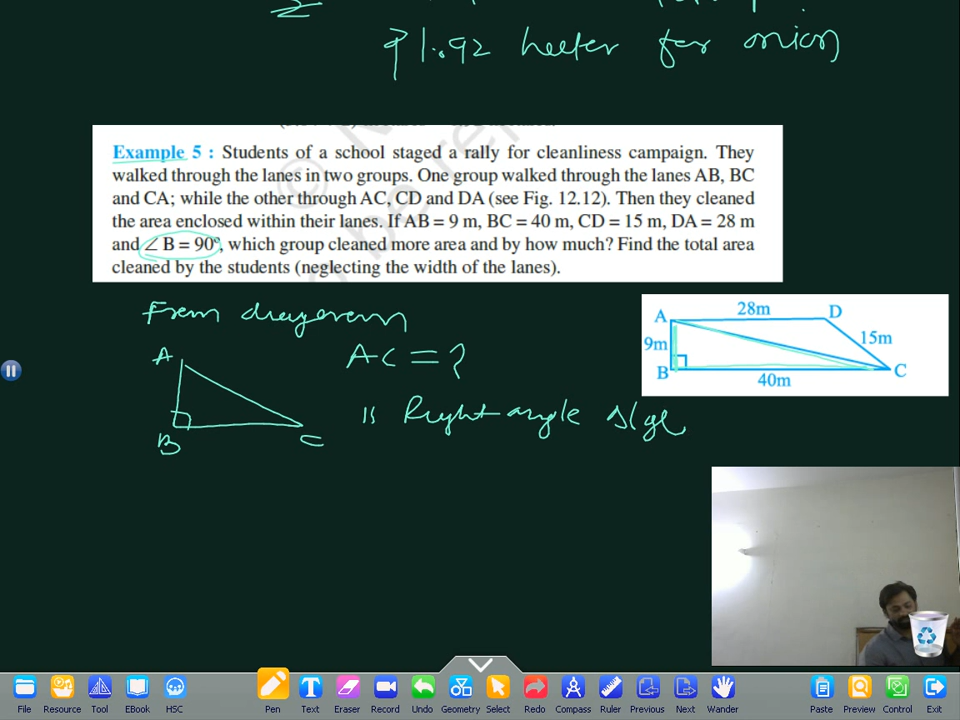 ₹1.92 hecter for onion
Example 5 : Students of a school staged a rally for cleanliness campaign. They
walked through the lanes in two groups. One group walked through the lanes AB, BC
and CA; while the other through AC, CD and DA (see Fig. 12.12). Then they cleaned
the area enclosed within their lanes. If AB = 9 m, BC = 40 m, CD = 15 m, DA = 28 m
and ∠ B = 90º, which group cleaned more area and by how much? Find the total area
cleaned by the students (neglecting the width of the lanes).
From
A
AC = ?
Right angle
B
C
28m
A
D
9m
15m
B
C
40m
File
Resource
Tool
EBook
HSC
Pen
Text
Eraser
Record
Undo
Geometry
Select
Redo
Compass
Ruler
Previous
Next
Wander
Paste
Preview
Control
Exit